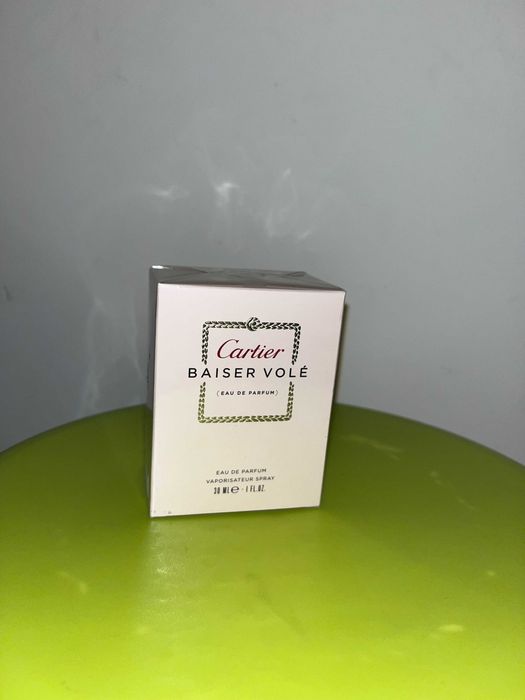 Cartier
BAISER VOLÉ
(EAU DE PARFUM)
EAU DE PARFUM
VAPORISATEUR SPRAY
30 ML e - 1 FL.OZ.